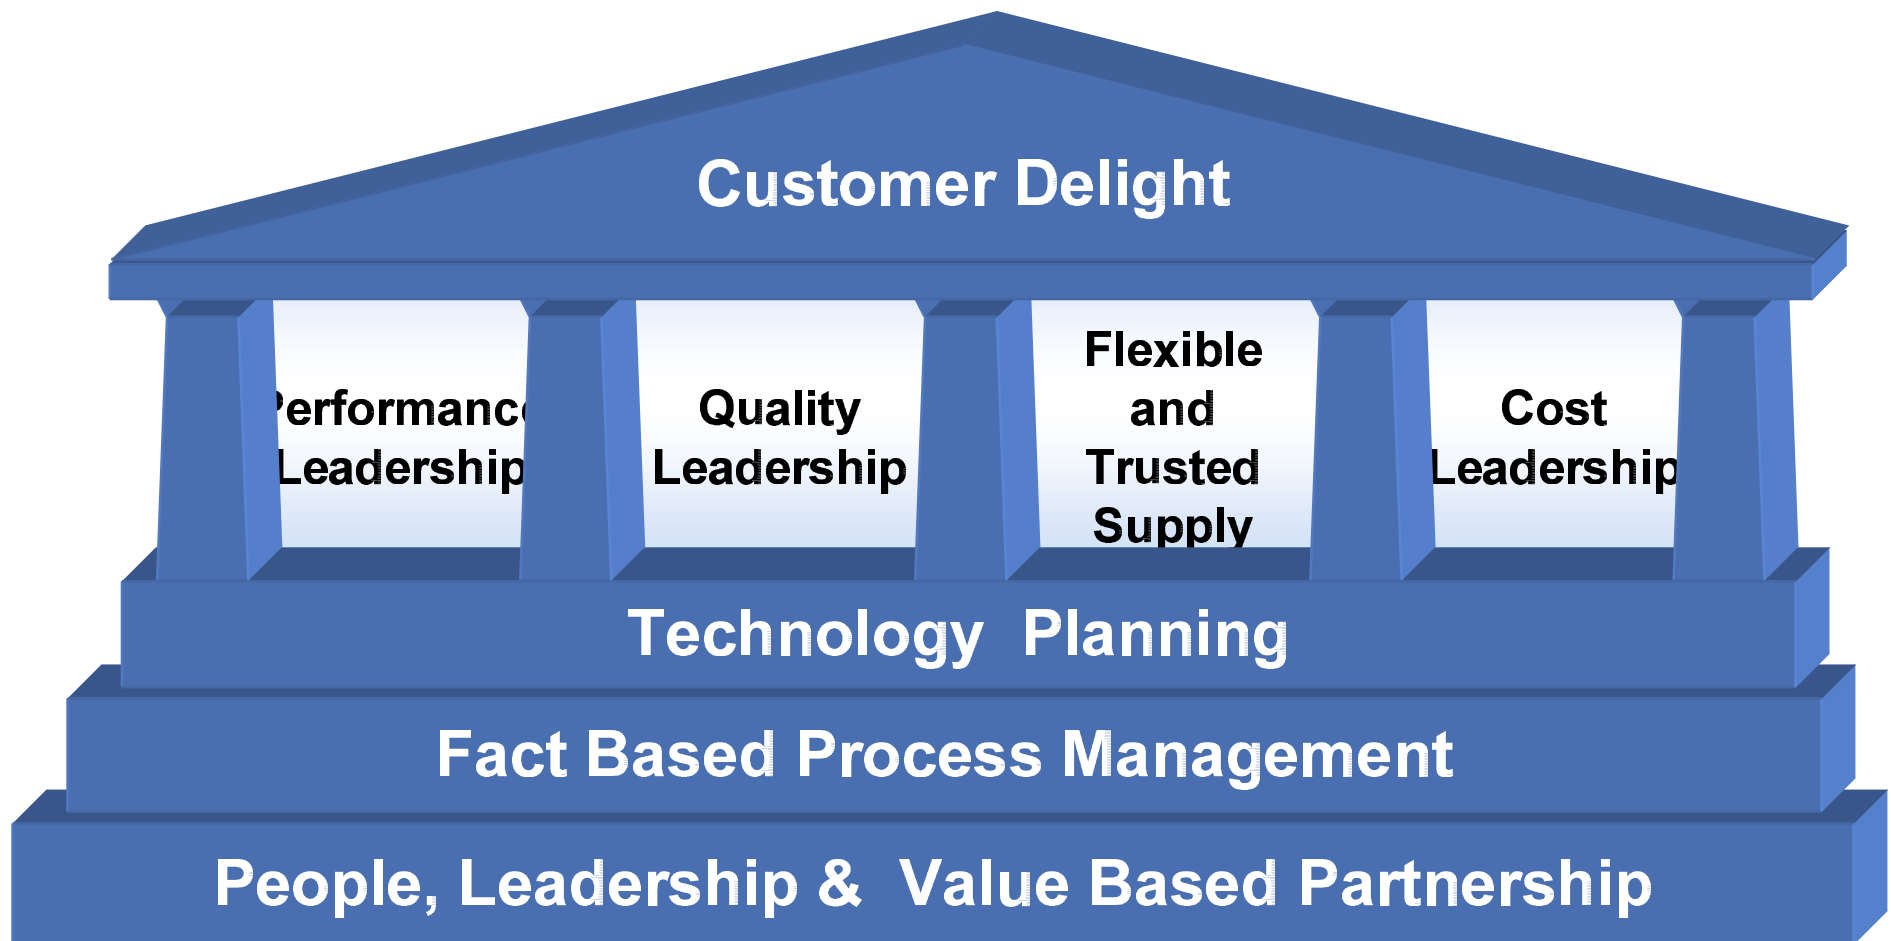 Customer Delight
Performance
Leadership
Quality
Leadership
Flexible
and
Trusted
Supply
Cost
Leadership
Technology  Planning
Fact Based Process Management
People, Leadership &  Value Based Partnership